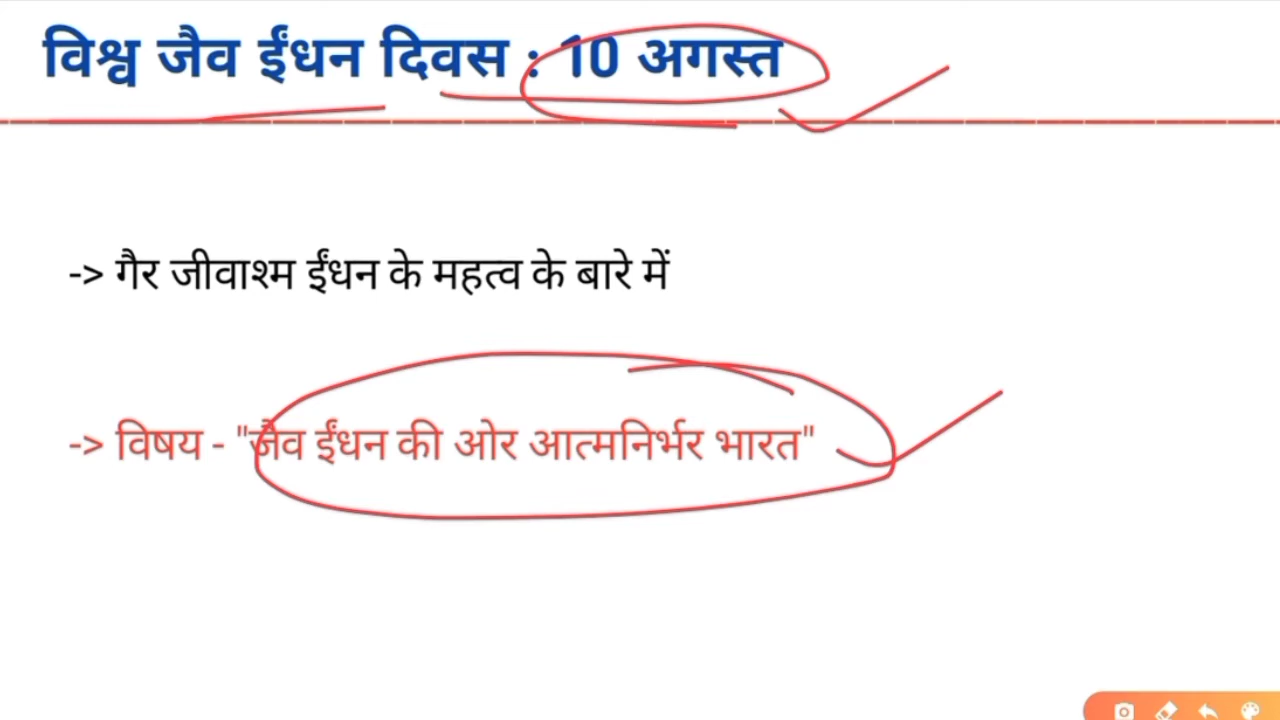 विश्व जैव ईंधन दिवस : 10 अगस्त
-> गैर जीवाश्म ईंधन के महत्व के बारे में
-> विषय - "जैव ईंधन की ओर आत्मनिर्भर भारत"